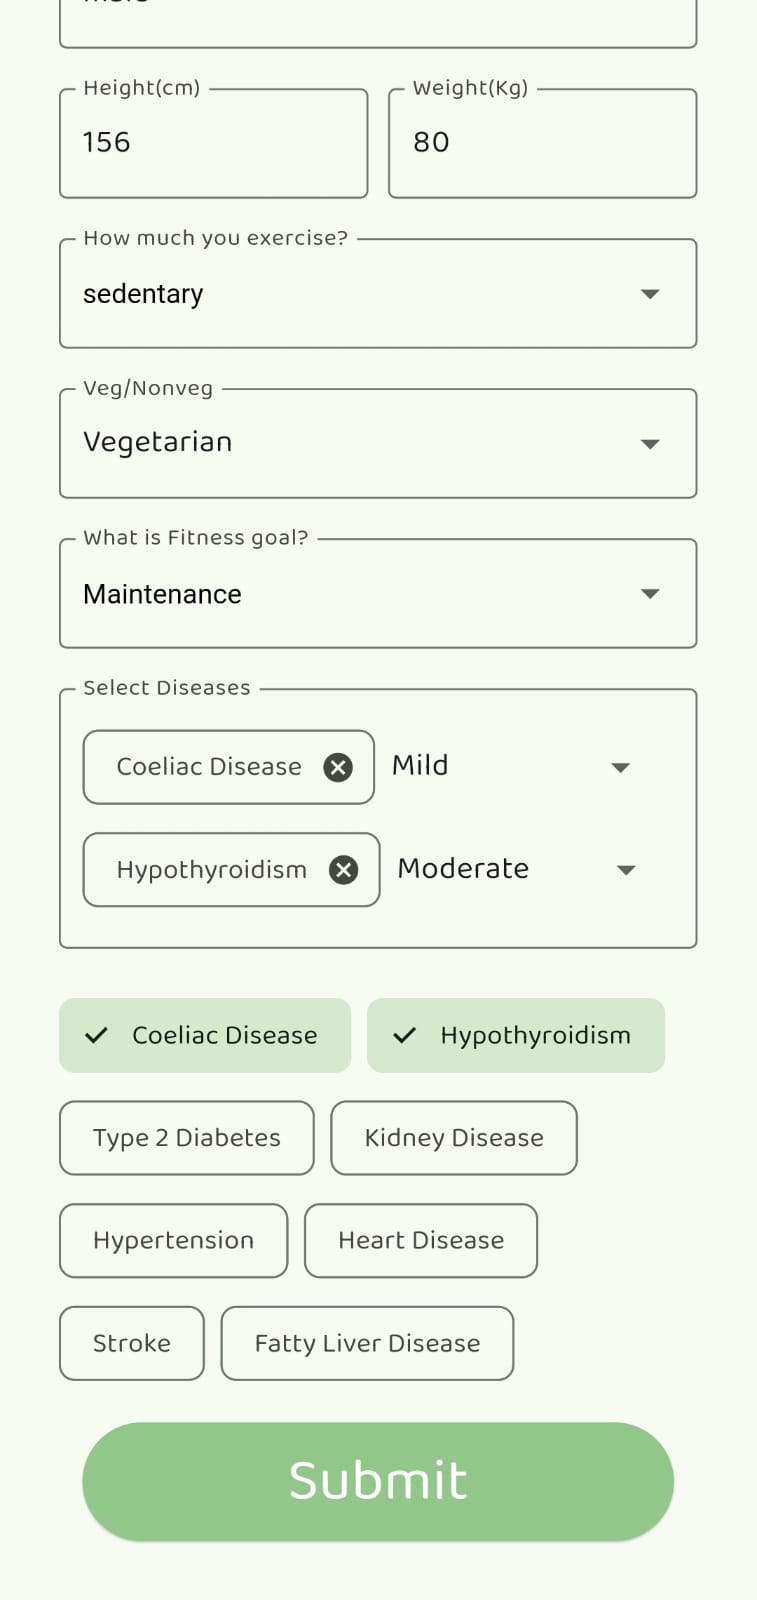 Height(cm) Weight(Kg)
156 80
How much you exercise?
sedentary
Veg/Nonveg
Vegetarian
What is Fitness goal?
Maintenance
Select Diseases
Coeliac Disease Mild
Hypothyroidism Moderate
Coeliac Disease Hypothyroidism
Type 2 Diabetes Kidney Disease
Hypertension Heart Disease
Stroke Fatty Liver Disease
Submit